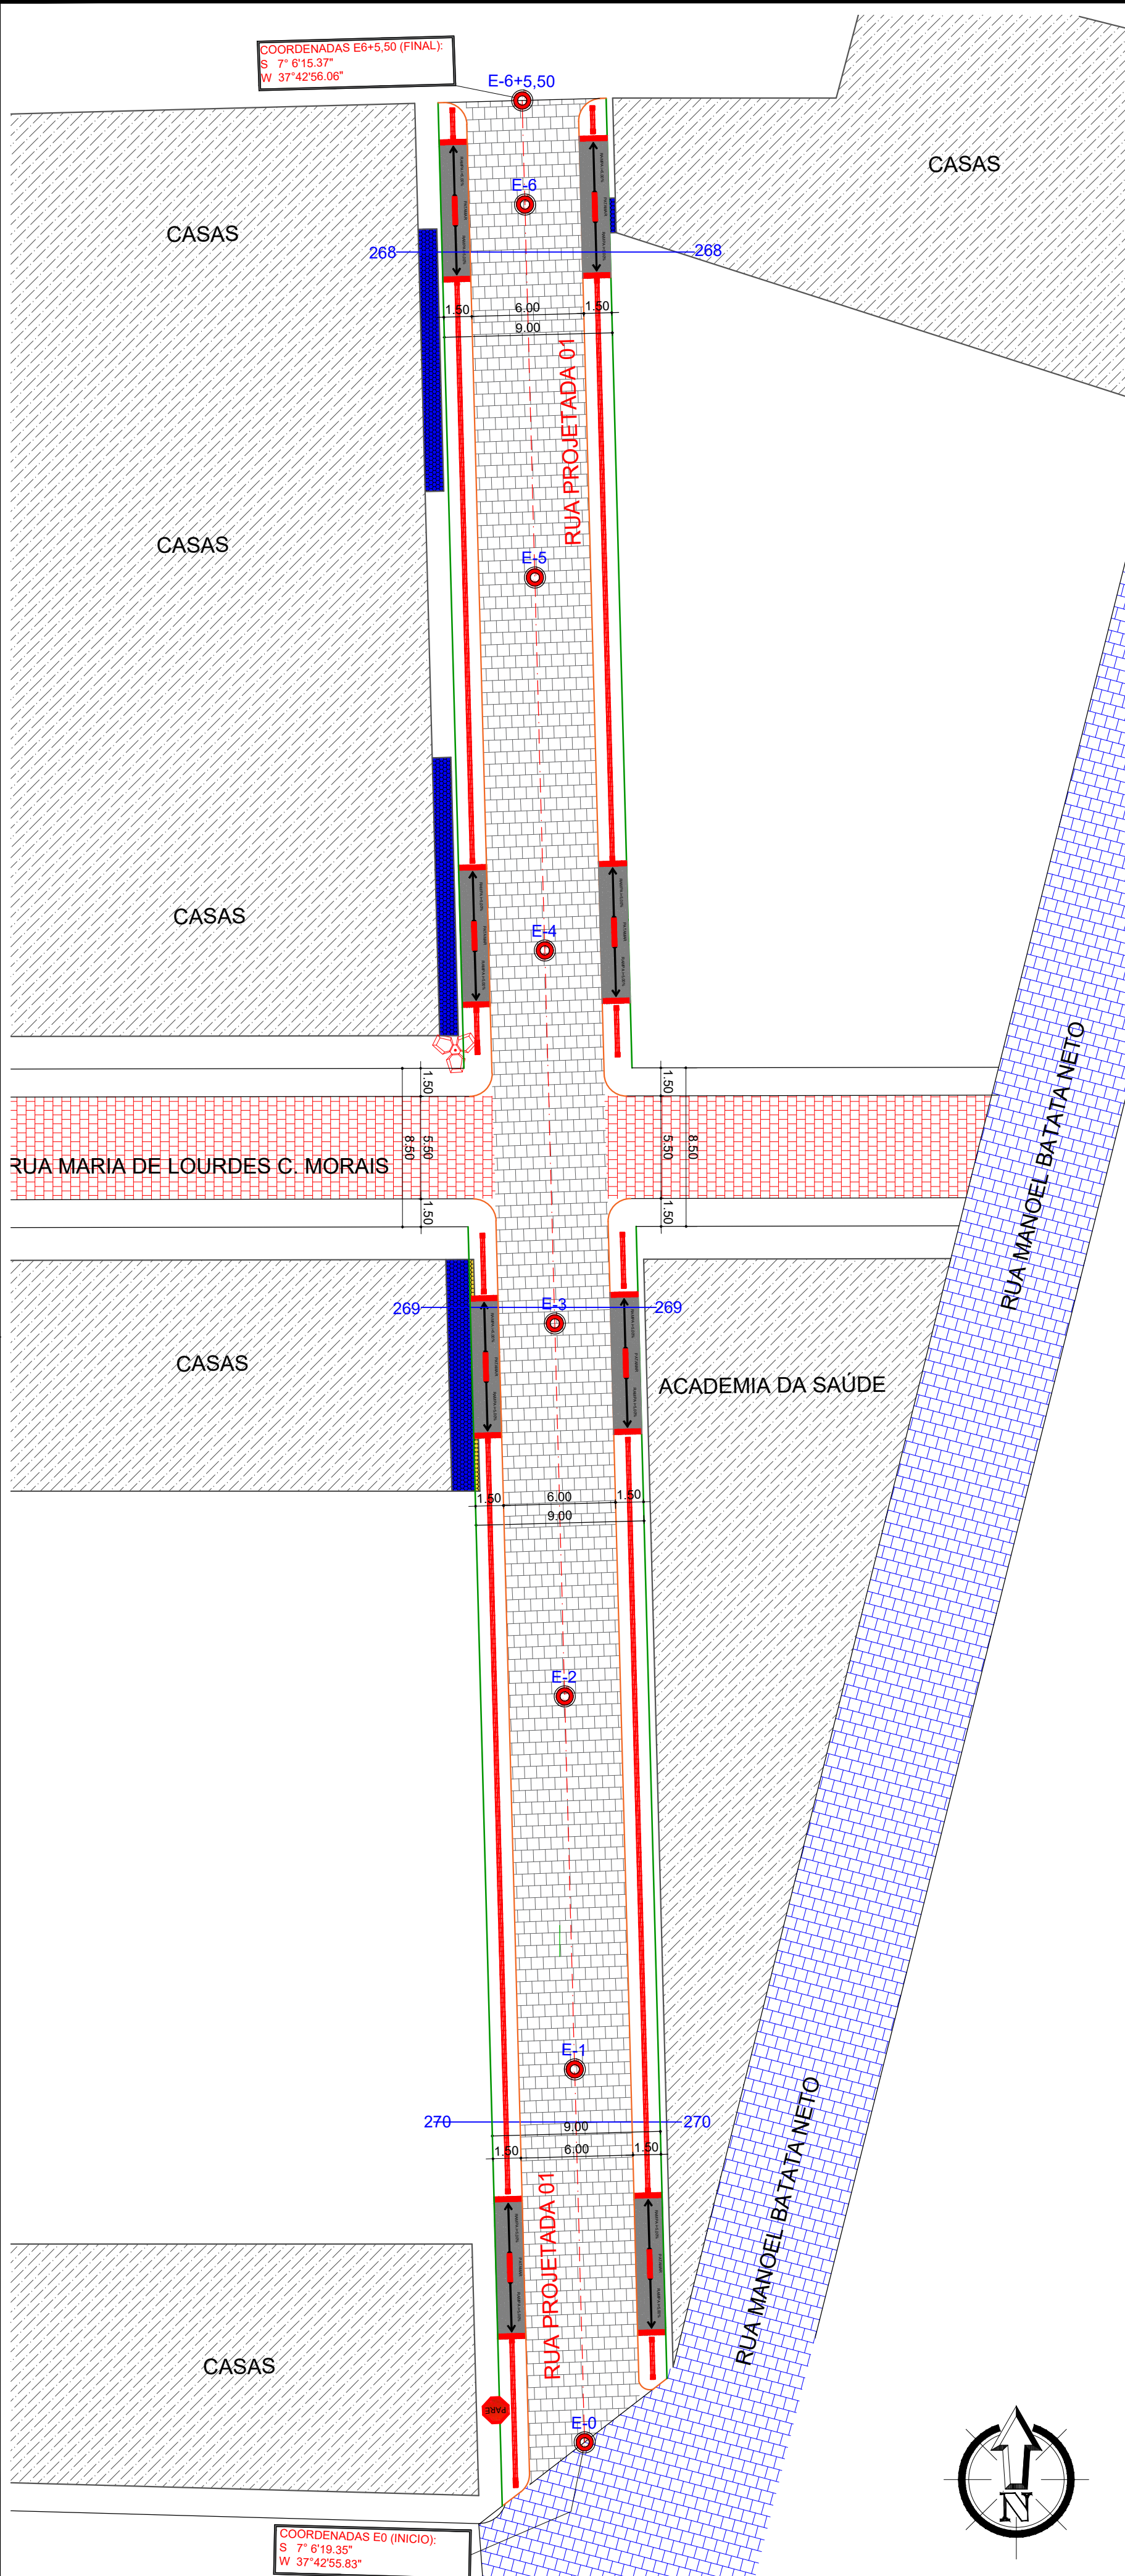 COORDENADAS E6+5,50 (FINAL):
S 7° 6'15.37"
W 37°42'56.06"
E-6+5,50
CASAS
E-6
CASAS
268
268
1.50
6.00
1.50
9.00
RUA PROJETADA 01
CASAS
E-5
CASAS
E-4
1.50
5.50
8.50
1.50
1.50
5.50
8.50
1.50
RUA MARIA DE LOURDES C. MORAIS
RUA MANOEL BATATA NETO
269
E-3
269
CASAS
ACADEMIA DA SAÚDE
1.50
6.00
1.50
9.00
E-2
E-1
270
270
9.00
1.50
6.00
1.50
RUA PROJETADA 01
RUA MANOEL BATATA NETO
CASAS
PARE
E-0
N
COORDENADAS E0 (INICIO):
S 7° 6'19.35"
W 37°42'55.83"